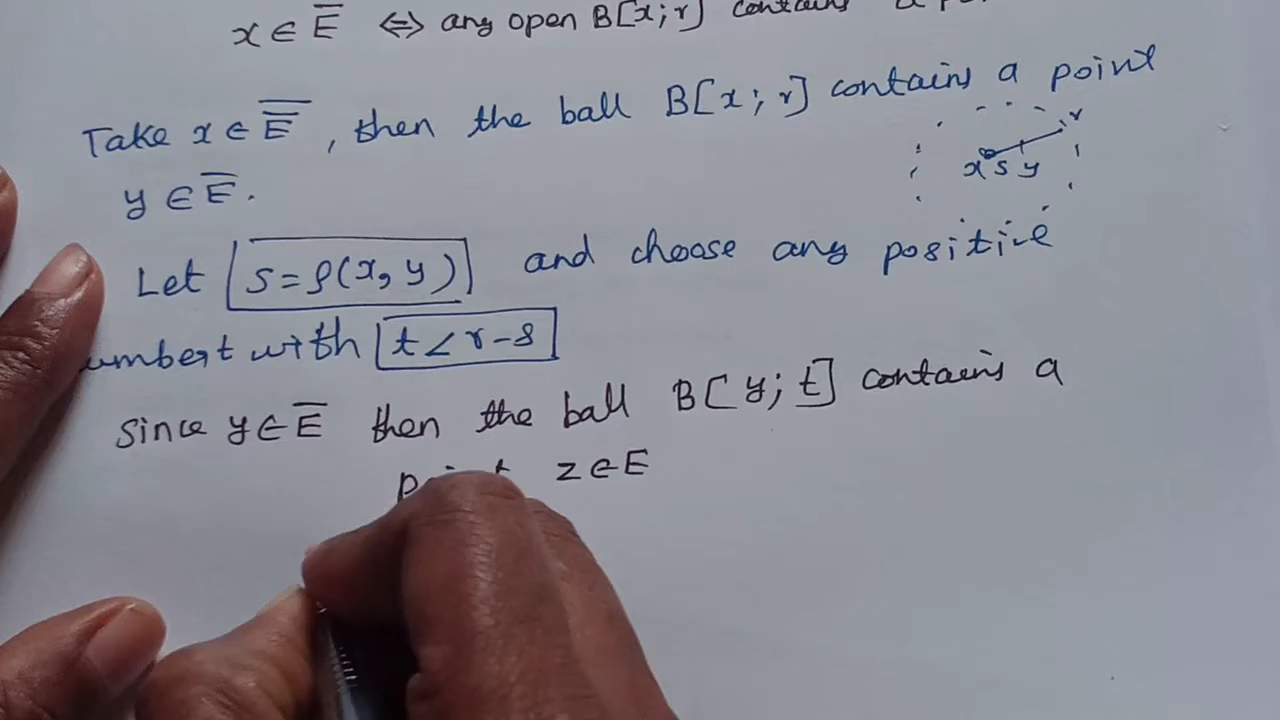 x ∈ E̅ ⇔ any open B[x;r] contains a
Take x ∈ E̿, then the ball B[x; r] contains a point
y ∈ E̅.
r
x s y
Let s = ρ(x, y) and choose any positive
umber t with t < r - s
Since y ∈ E̅ then the ball B[y; t] contains a
z ∈ E